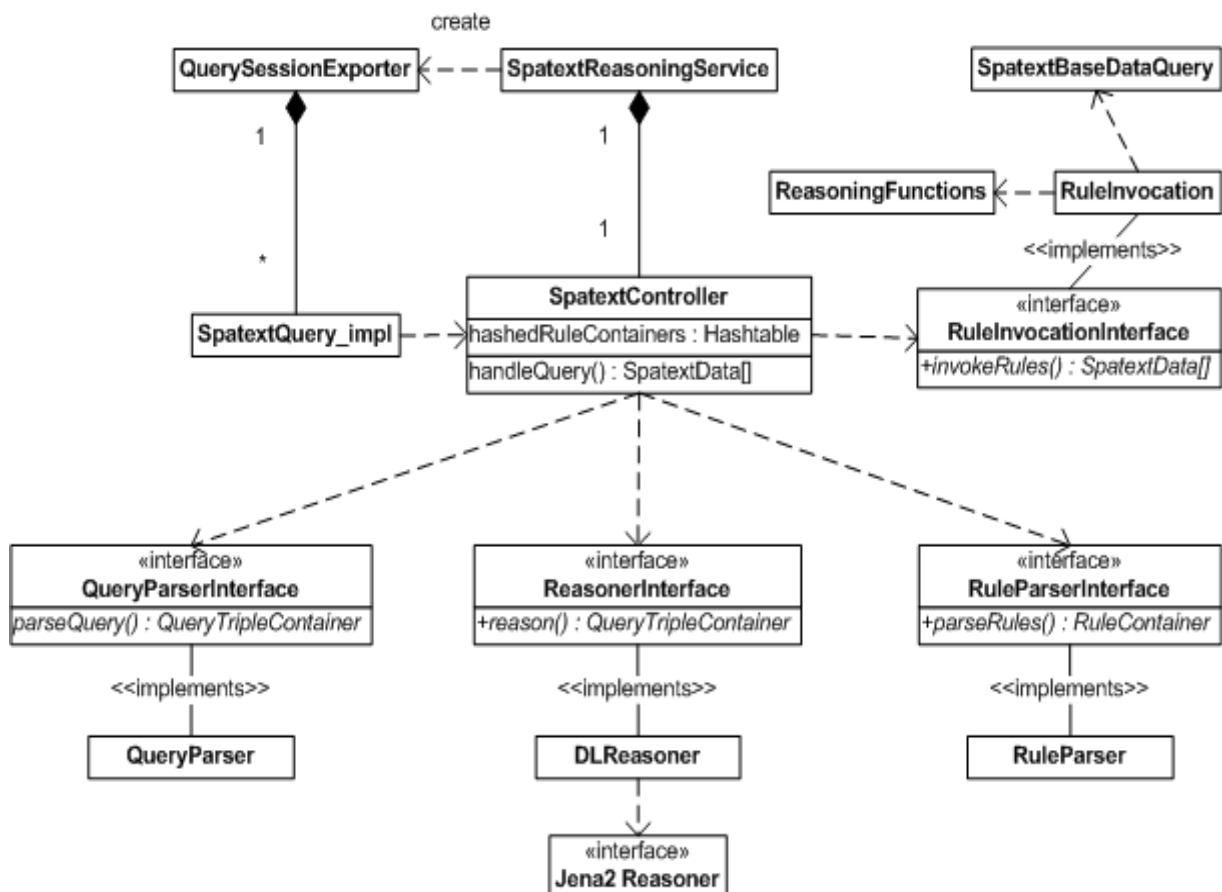 create
QuerySessionExporter
SpatextReasoningService
SpatextBaseDataQuery
1
1
ReasoningFunctions
RuleInvocation
1
<<implements>>
*
SpatextQuery_impl
SpatextController
hashedRuleContainers : Hashtable
handleQuery() : SpatextData[]
«interface»
RuleInvocationInterface
+invokeRules() : SpatextData[]
«interface»
QueryParserInterface
parseQuery() : QueryTripleContainer
«interface»
ReasonerInterface
+reason() : QueryTripleContainer
«interface»
RuleParserInterface
+parseRules() : RuleContainer
<<implements>>
<<implements>>
<<implements>>
QueryParser
DLReasoner
RuleParser
«interface»
Jena2 Reasoner